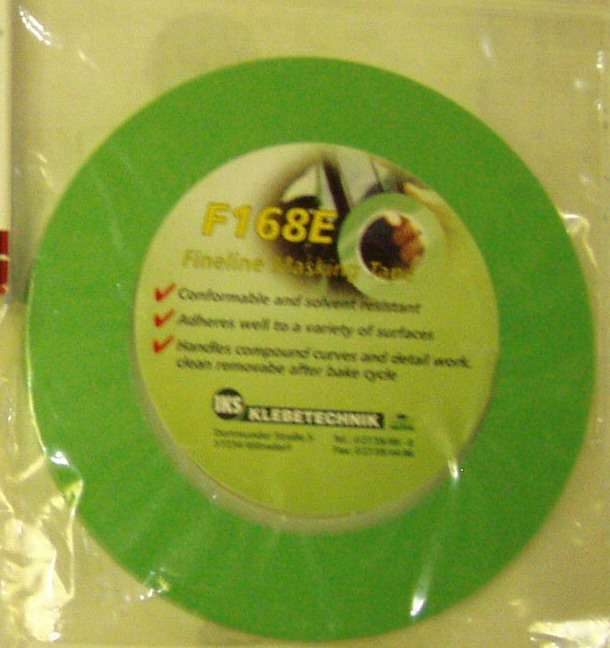 F168E
Fineline Masking Tape
Conformable and solvent resistant
Adheres well to a variety of surfaces
Handles compound curves and detail work,
clean removabe after bake cycle
IKS KLEBETECHNIK